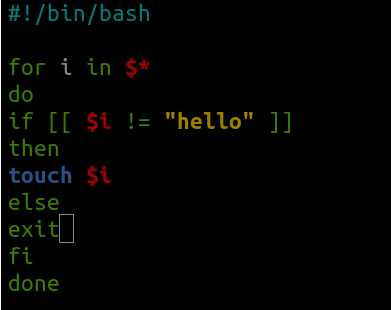 #!/bin/bash
for i in $*
do
if [[ $i != "hello" ]]
then
touch $i
else
exit
fi
done